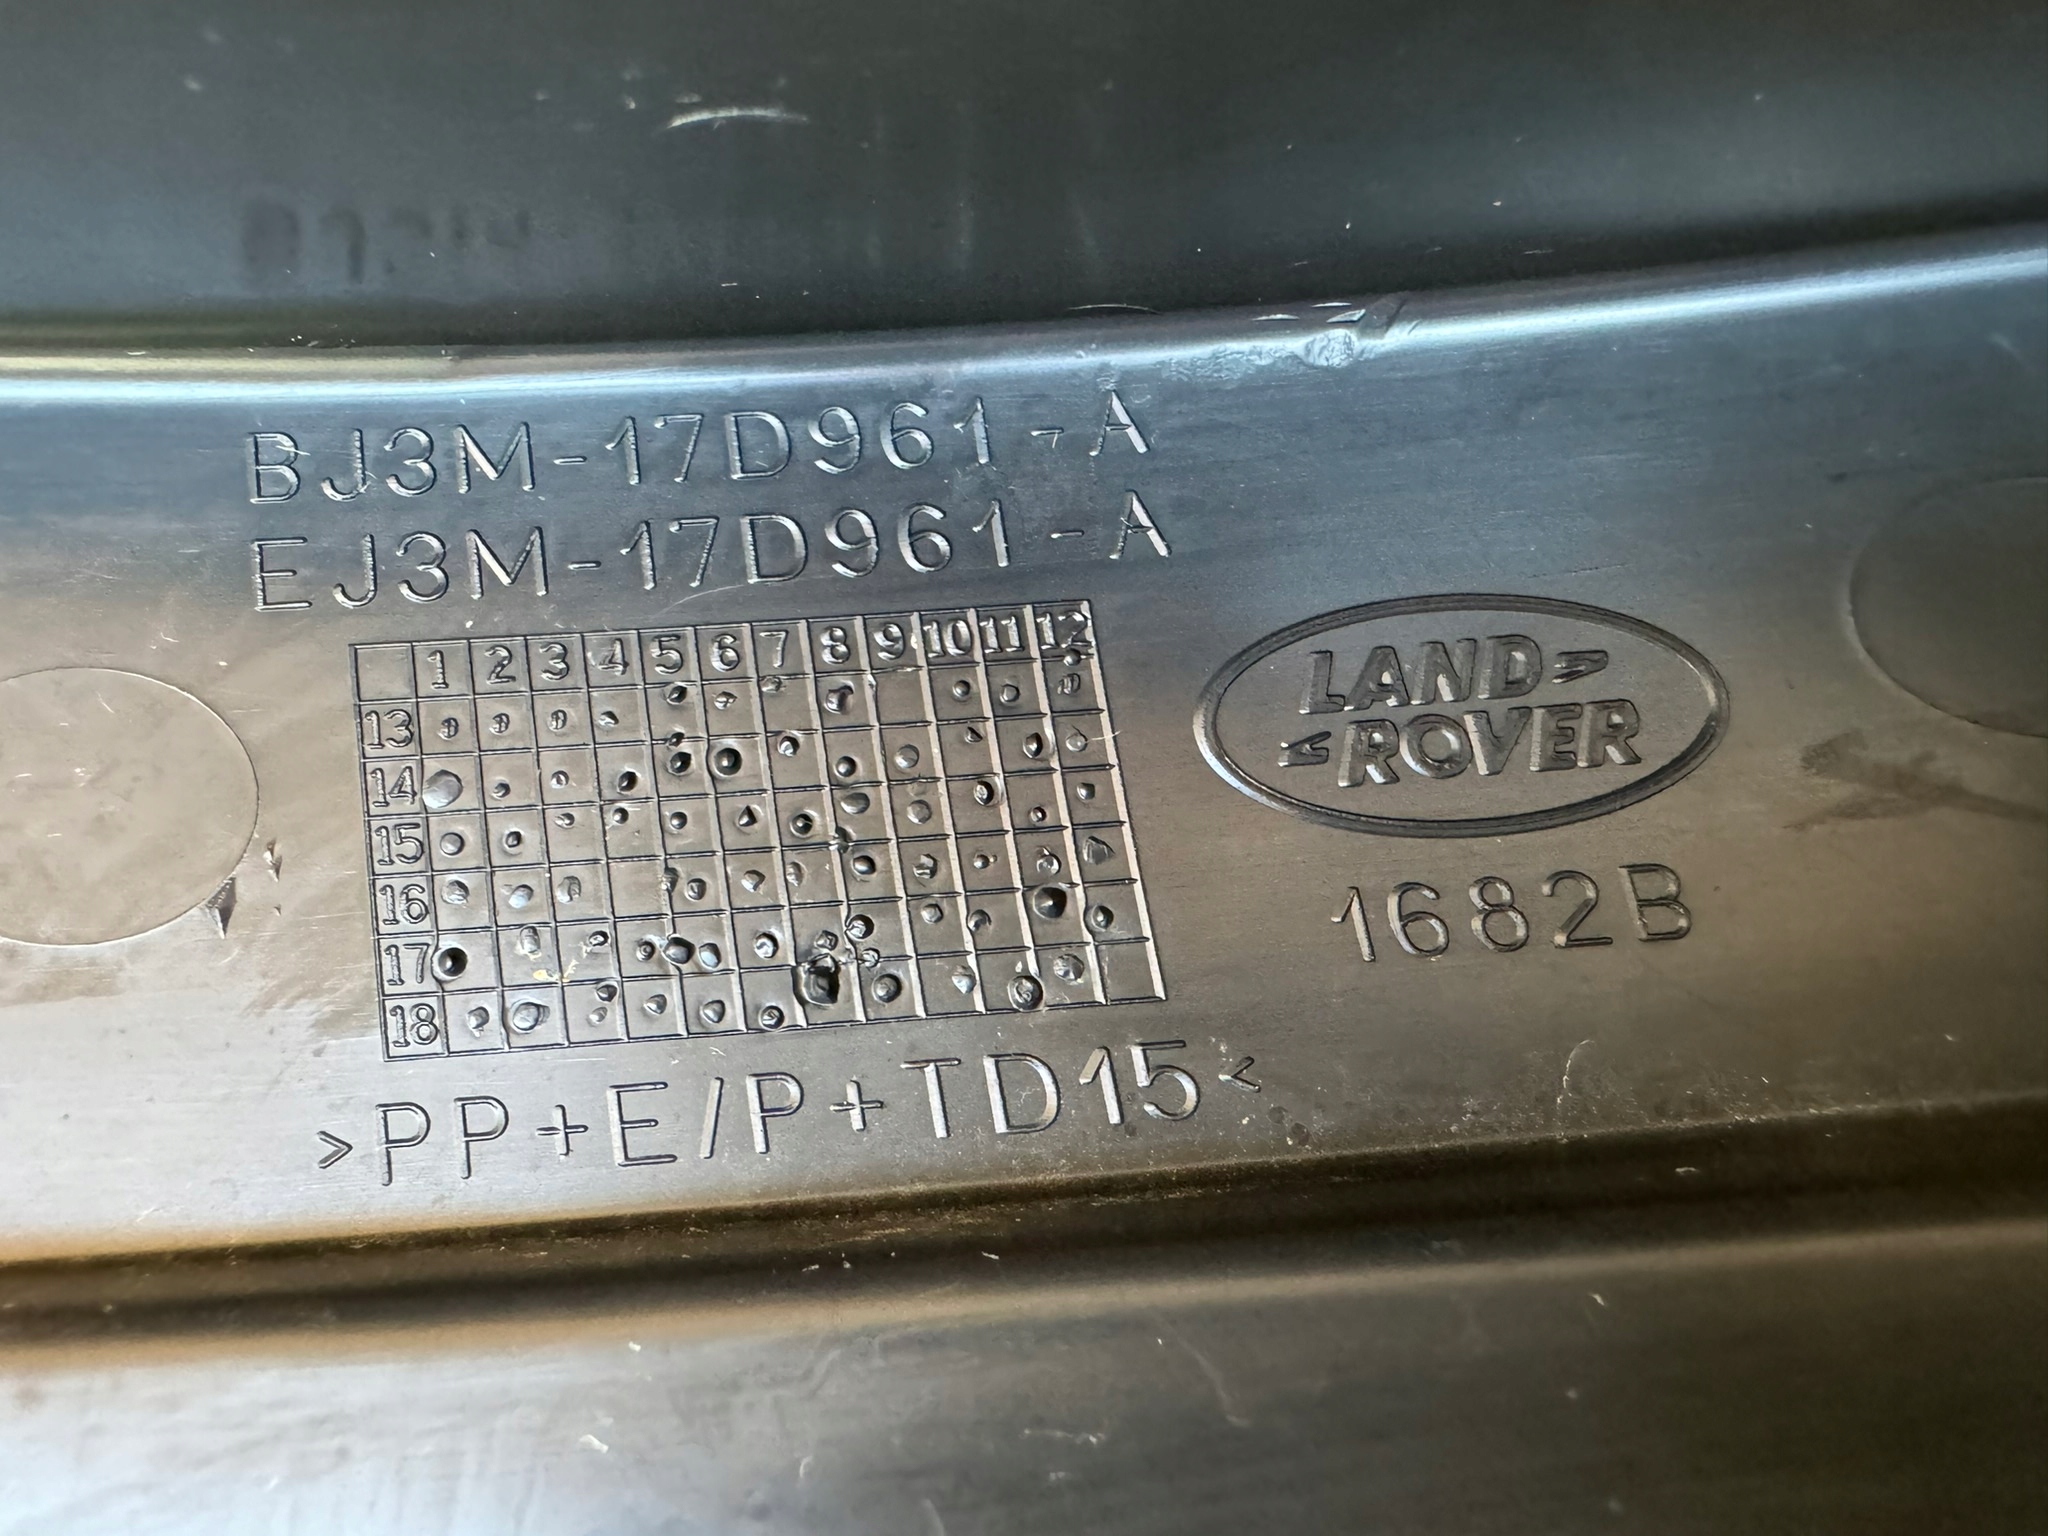 BJ3M-17D961-A
EJ3M-17D961-A
1 2 3 4 5 6 7 8 9 10 11 12
13
14
15
16
17
18
LAND
ROVER
1682B
>PP+E/P+TD15<